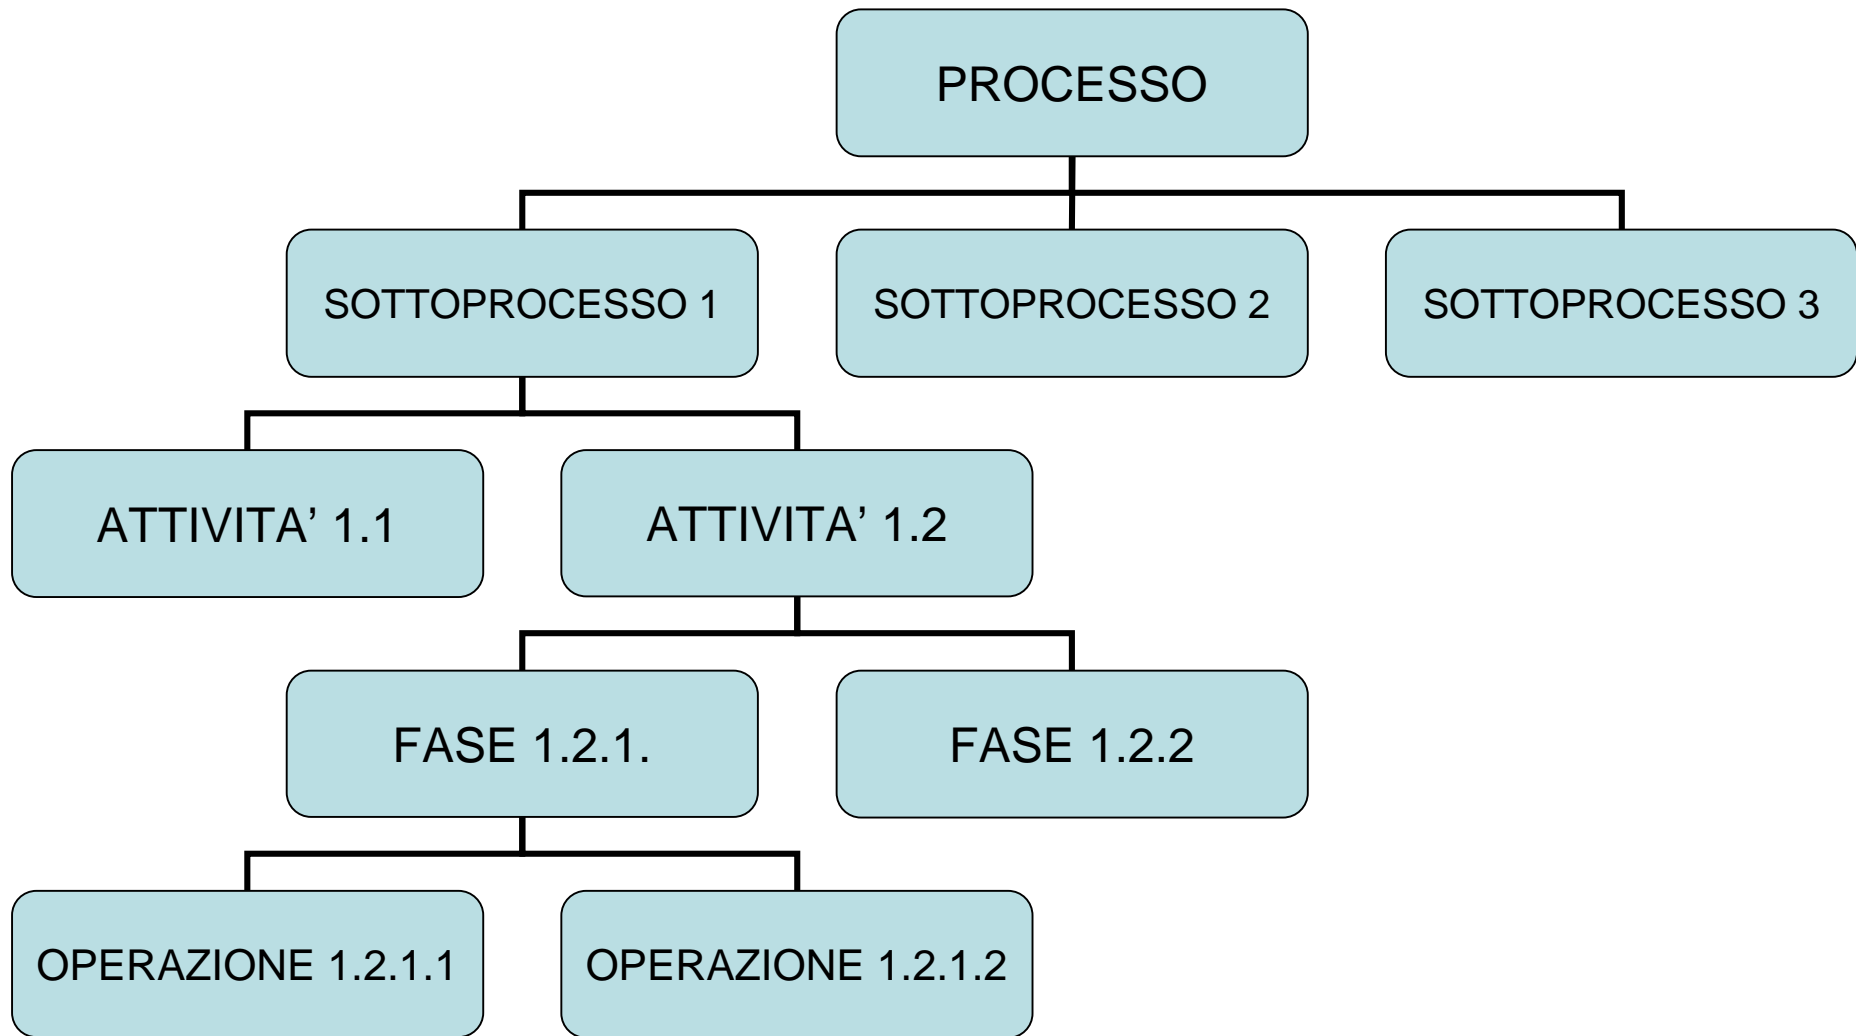 PROCESSO
SOTTOPROCESSO 1
SOTTOPROCESSO 2
SOTTOPROCESSO 3
ATTIVITA’ 1.1
ATTIVITA’ 1.2
FASE 1.2.1.
FASE 1.2.2
OPERAZIONE 1.2.1.1
OPERAZIONE 1.2.1.2